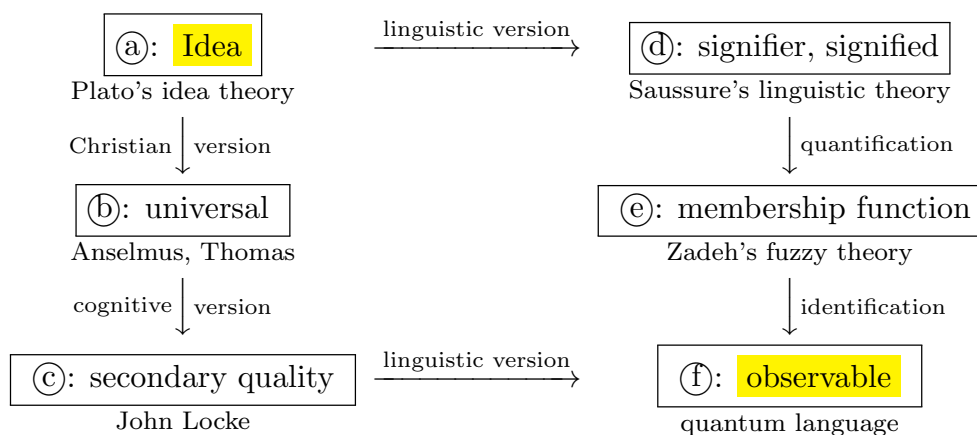 ⓐ: Idea
linguistic version
ⓓ: signifier, signified
Plato's idea theory
Saussure's linguistic theory
Christian version
quantification
ⓑ: universal
ⓔ: membership function
Anselmus, Thomas
Zadeh's fuzzy theory
cognitive version
identification
ⓒ: secondary quality
linguistic version
ⓕ: observable
John Locke
quantum language